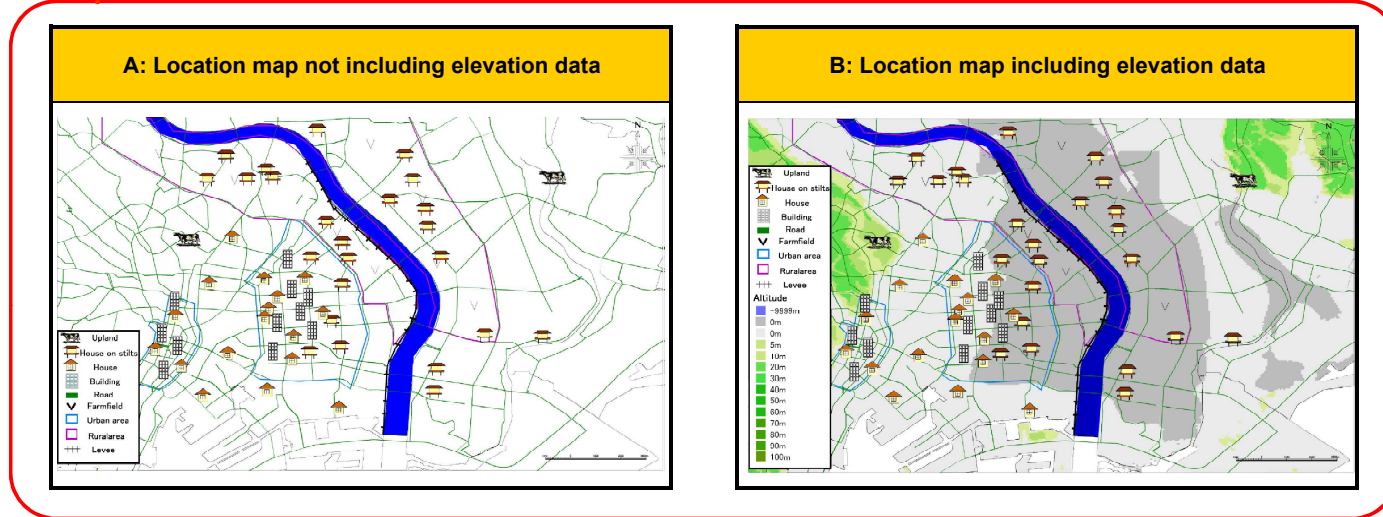 A: Location map not including elevation data
N
Upland
House on stilts
House
Building
Road
Farmfield
Urban area
Ruralarea
Levee
B: Location map including elevation data
N
Upland
House on stilts
House
Building
Road
Farmfield
Urban area
Ruralarea
Levee
Altitude
-9999m
0m
0m
5m
10m
20m
30m
40m
50m
60m
70m
80m
90m
100m